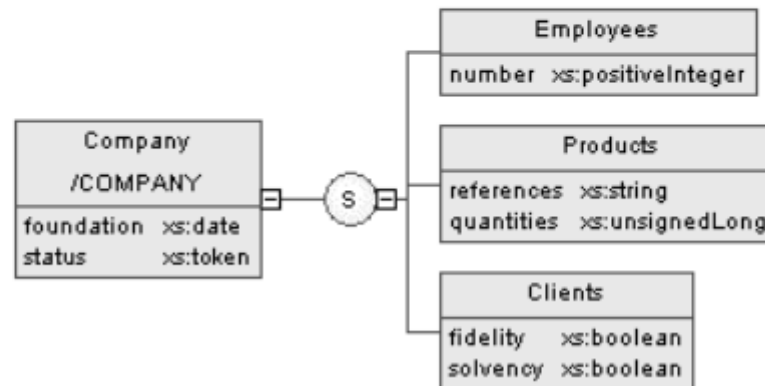 Company
/COMPANY
foundation xs:date
status xs:token
S
Employees
number xs:positiveInteger
Products
references xs:string
quantities xs:unsignedLong
Clients
fidelity xs:boolean
solvency xs:boolean